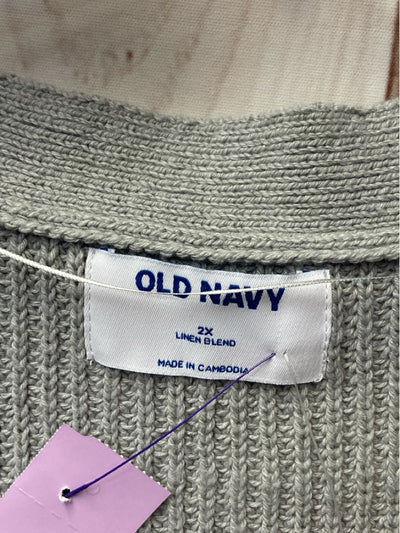 OLD NAVY
2X
LINEN BLEND
MADE IN CAMBODIA